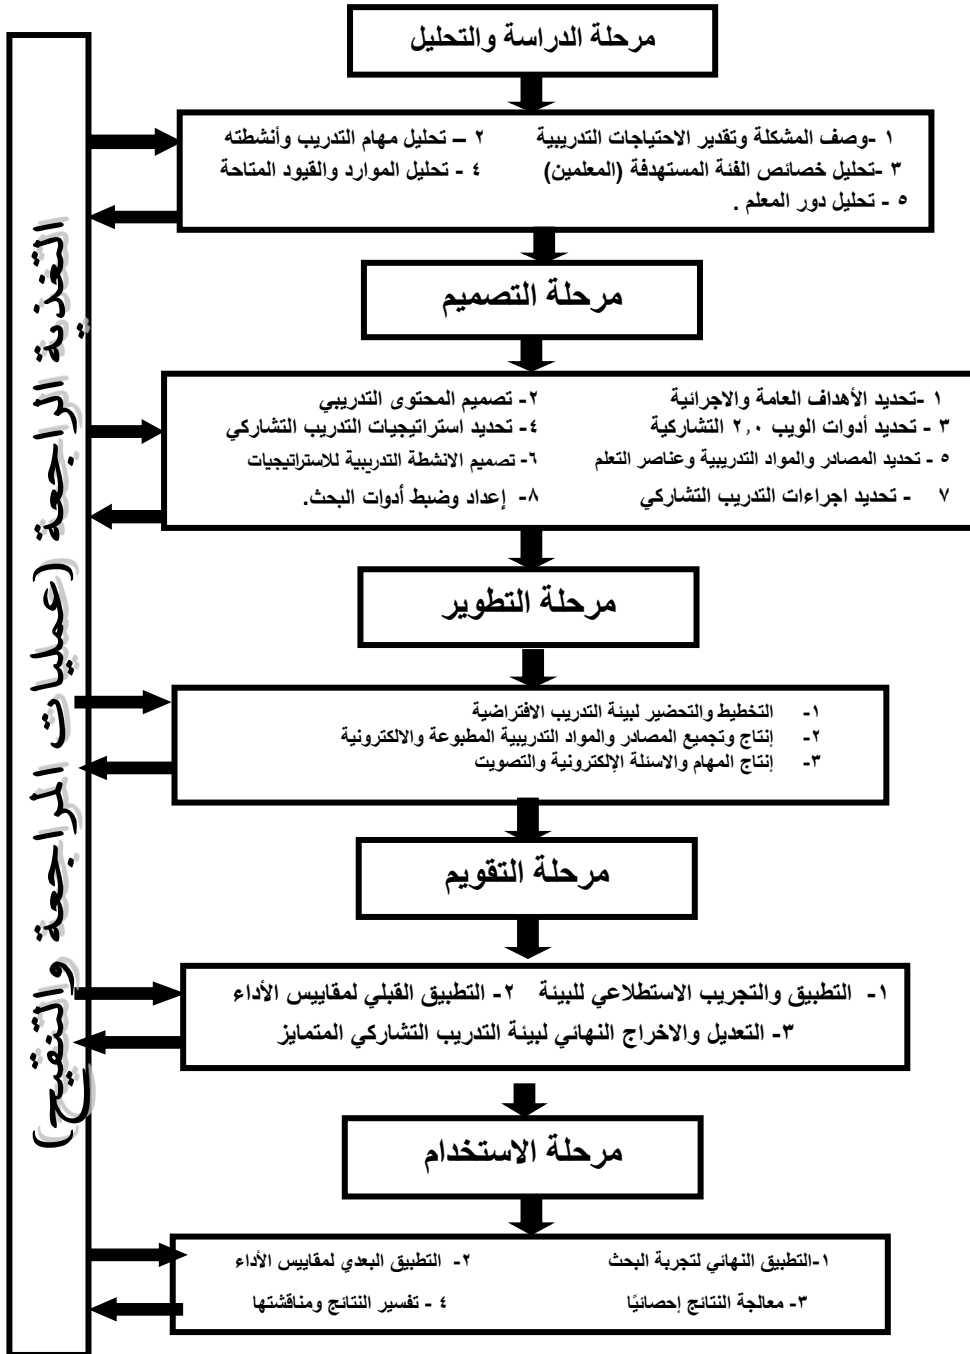 مرحلة الدراسة والتحليل
١ -وصف المشكلة وتقدير الاحتياجات التدريبية ٢ – تحليل مهام التدريب وأنشطته
٣ -تحليل خصائص الفئة المستهدفة (المعلمين) ٤ - تحليل الموارد والقيود المتاحة
٥ - تحليل دور المعلم .
مرحلة التصميم
١ -تحديد الأهداف العامة والاجرائية ٢- تصميم المحتوى التدريبي
٣ - تحديد أدوات الويب ٢,٠ التشاركية ٤- تحديد استراتيجيات التدريب التشاركي
٥ - تحديد المصادر والمواد التدريبية وعناصر التعلم ٦- تصميم الانشطة التدريبية للاستراتيجيات
٧ - تحديد اجراءات التدريب التشاركي ٨- إعداد وضبط أدوات البحث.
مرحلة التطوير
١- التخطيط والتحضير لبيئة التدريب الافتراضية
٢- إنتاج وتجميع المصادر والمواد التدريبية المطبوعة والالكترونية
٣- إنتاج المهام والاسئلة الإلكترونية والتصويت
مرحلة التقويم
١- التطبيق والتجريب الاستطلاعي للبيئة ٢- التطبيق القبلي لمقاييس الأداء
٣- التعديل والاخراج النهائي لبيئة التدريب التشاركي المتمايز
مرحلة الاستخدام
١-التطبيق النهائي لتجربة البحث ٢- التطبيق البعدي لمقاييس الأداء
٣- معالجة النتائج إحصائيًا ٤ - تفسير النتائج ومناقشتها
التغذية الراجعة (عمليات المراجعة والتنقيح)